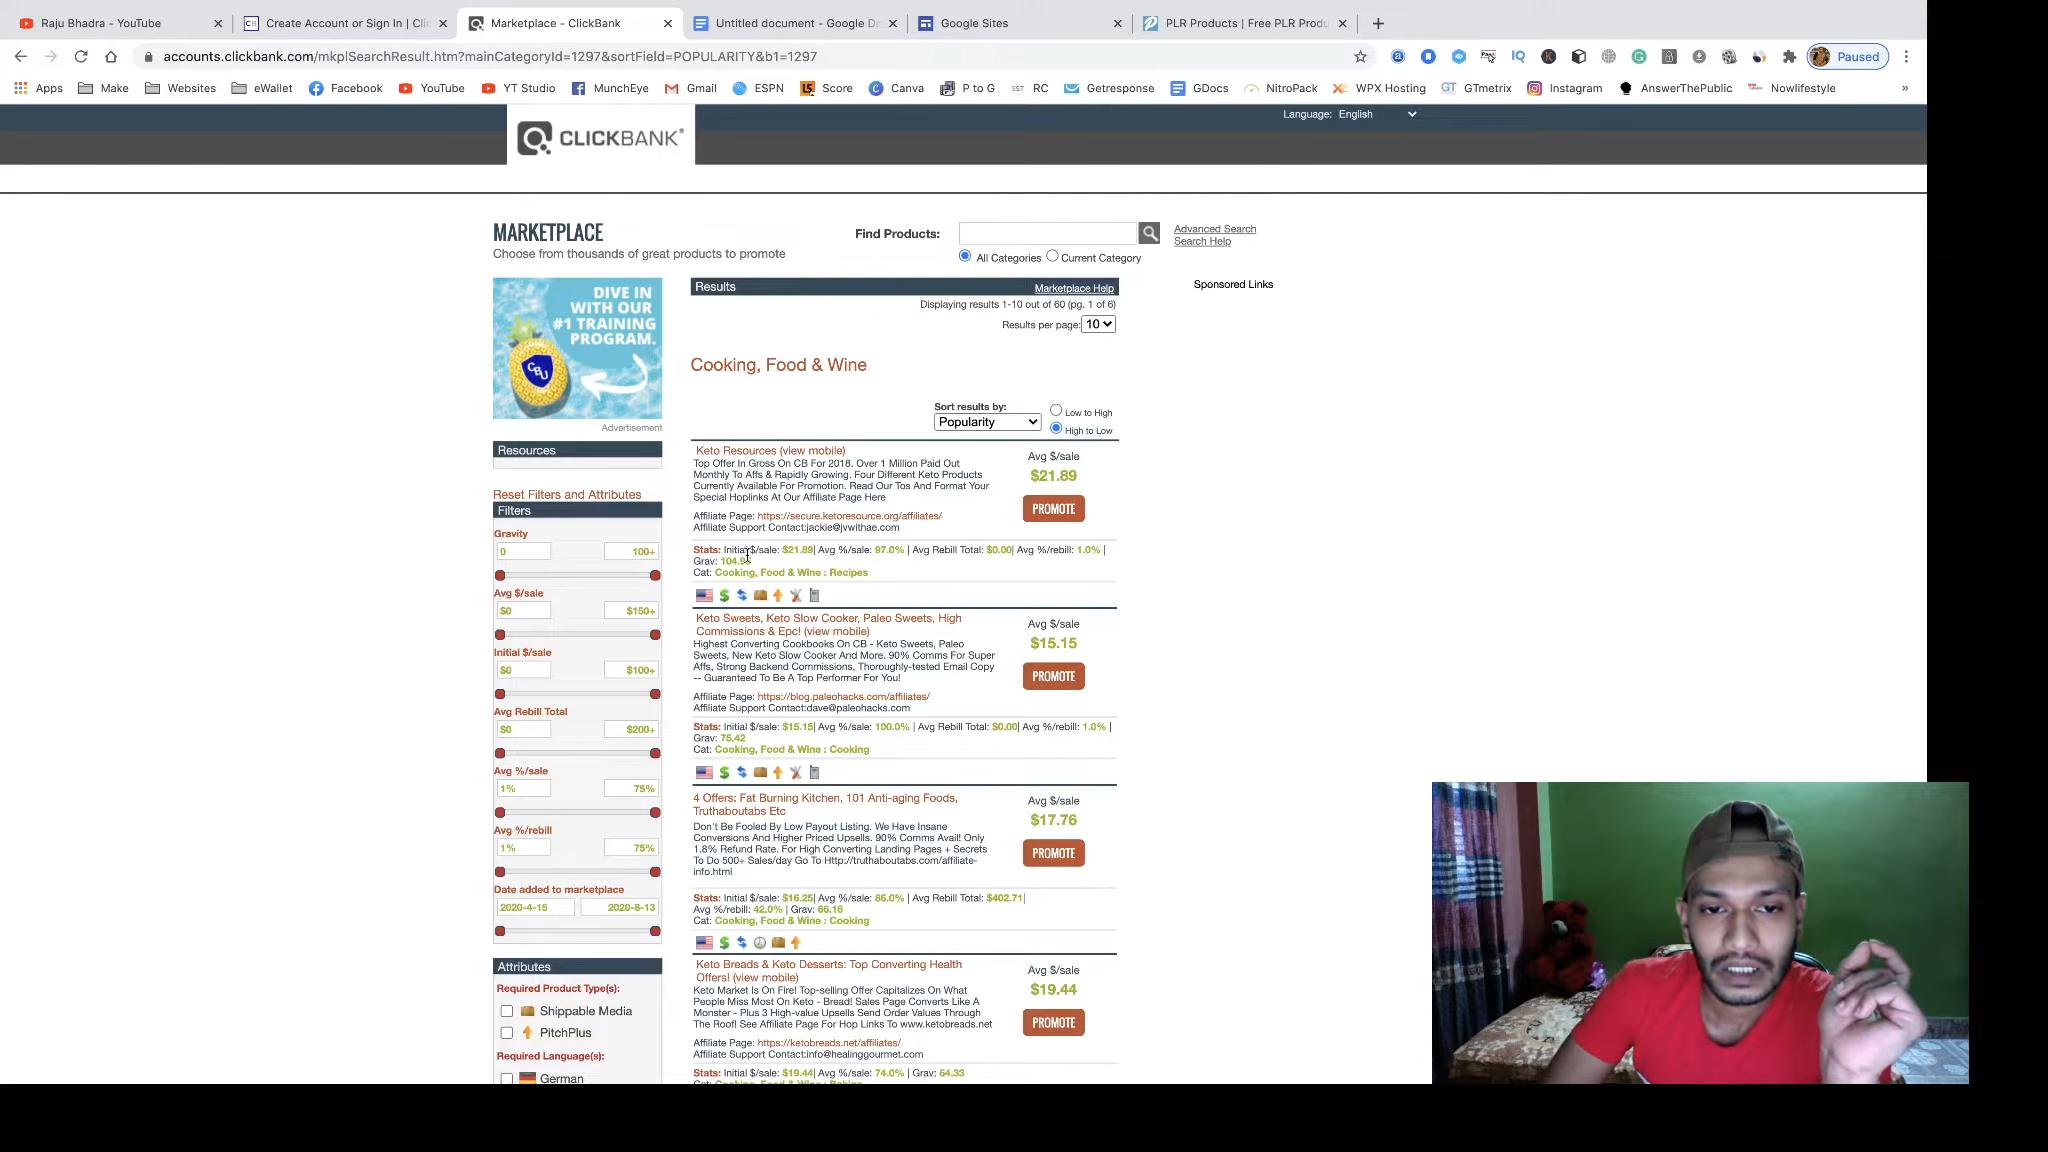 Raju Bhadra - YouTube
Create Account or Sign In | Clic
Marketplace - ClickBank
Untitled document - Google Do
Google Sites
PLR Products | Free PLR Produ
accounts.clickbank.com/mkplSearchResult.htm?mainCategoryId=1297&sortField=POPULARITY&b1=1297
Paused
Apps
Make
Websites
eWallet
Facebook
YouTube
YT Studio
MunchEye
Gmail
ESPN
Score
Canva
P to G
RC
Getresponse
GDocs
NitroPack
WPX Hosting
GTmetrix
Instagram
AnswerThePublic
Nowlifestyle
Language: English
CLICKBANK®
MARKETPLACE
Choose from thousands of great products to promote
Find Products:
Advanced Search
Search Help
All Categories
Current Category
DIVE IN
WITH OUR
#1 TRAINING
PROGRAM.
CBU
Advertisement
Resources
Reset Filters and Attributes
Filters
Gravity
0
100+
Avg $/sale
$0
$150+
Initial $/sale
$0
$100+
Avg Rebill Total
$0
$200+
Avg %/sale
1%
75%
Avg %/rebill
1%
75%
Date added to marketplace
2020-4-15
2020-8-13
Attributes
Required Product Type(s):
Shippable Media
PitchPlus
Required Language(s):
German
Results
Marketplace Help
Displaying results 1-10 out of 60 (pg. 1 of 6)
Results per page: 10
Cooking, Food & Wine
Sort results by:
Popularity
Low to High
High to Low
Keto Resources (view mobile)
Top Offer In Gross On CB For 2018. Over 1 Million Paid Out
Monthly To Affs & Rapidly Growing. Four Different Keto Products
Currently Available For Promotion. Read Our Tos And Format Your
Special Hoplinks At Our Affiliate Page Here
Avg $/sale
$21.89
PROMOTE
Affiliate Page: https://secure.ketoresource.org/affiliates/
Affiliate Support Contact:jackie@jvwithae.com
Stats: Initial $/sale: $21.89| Avg %/sale: 97.0% | Avg Rebill Total: $0.00| Avg %/rebill: 1.0% |
Grav:
Cat: Cooking, Food & Wine : Recipes
Keto Sweets, Keto Slow Cooker, Paleo Sweets, High
Commissions & Epc! (view mobile)
Highest Converting Cookbooks On CB - Keto Sweets, Paleo
Sweets, New Keto Slow Cooker And More. 90% Comms For Super
Affs, Strong Backend Commissions, Thoroughly-tested Email Copy
-- Guaranteed To Be A Top Performer For You!
Avg $/sale
$15.15
PROMOTE
Affiliate Page: https://blog.paleohacks.com/affiliates/
Affiliate Support Contact:dave@paleohacks.com
Stats: Initial $/sale: $15.15| Avg %/sale: 100.0% | Avg Rebill Total: $0.00| Avg %/rebill: 1.0% |
Grav: 75.42
Cat: Cooking, Food & Wine : Cooking
4 Offers: Fat Burning Kitchen, 101 Anti-aging Foods,
Truthaboutabs Etc
Don't Be Fooled By Low Payout Listing. We Have Insane
Conversions And Higher Priced Upsells. 90% Comms Avail! Only
1.8% Refund Rate. For High Converting Landing Pages + Secrets
To Do 500+ Sales/day Go To Http://truthaboutabs.com/affiliate-
info.html
Avg $/sale
$17.76
PROMOTE
Stats: Initial $/sale: $16.25| Avg %/sale: 86.0% | Avg Rebill Total: $402.71|
Avg %/rebill: 42.0% | Grav: 66.16
Cat: Cooking, Food & Wine : Cooking
Keto Breads & Keto Desserts: Top Converting Health
Offers! (view mobile)
Keto Market Is On Fire! Top-selling Offer Capitalizes On What
People Miss Most On Keto - Bread! Sales Page Converts Like A
Monster - Plus 3 High-value Upsells Send Order Values Through
The Roof! See Affiliate Page For Hop Links To www.ketobreads.net
Avg $/sale
$19.44
PROMOTE
Affiliate Page: https://ketobreads.net/affiliates/
Affiliate Support Contact:info@healinggourmet.com
Stats: Initial $/sale: $19.44| Avg %/sale: 74.0% | Grav: 64.33
Sponsored Links